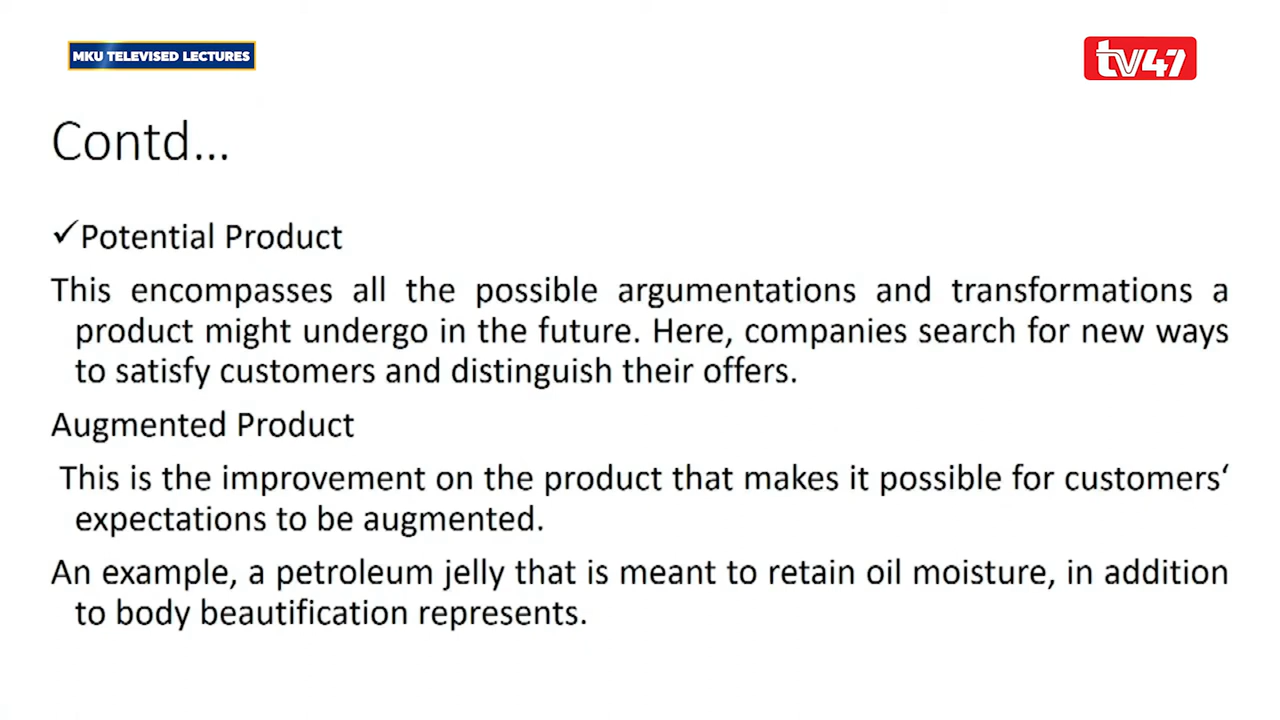 MKU TELEVISED LECTURES
tv47
Contd...
✓Potential Product
This encompasses all the possible argumentations and transformations a
product might undergo in the future. Here, companies search for new ways
to satisfy customers and distinguish their offers.
Augmented Product
This is the improvement on the product that makes it possible for customers‘
expectations to be augmented.
An example, a petroleum jelly that is meant to retain oil moisture, in addition
to body beautification represents.